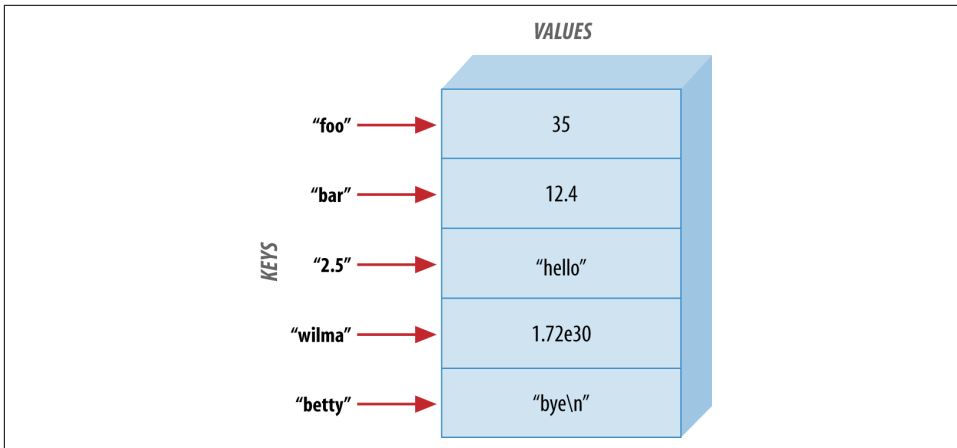 VALUES
“foo” 35
“bar” 12.4
KEYS
“2.5” “hello”
“wilma” 1.72e30
“betty” “bye\n”